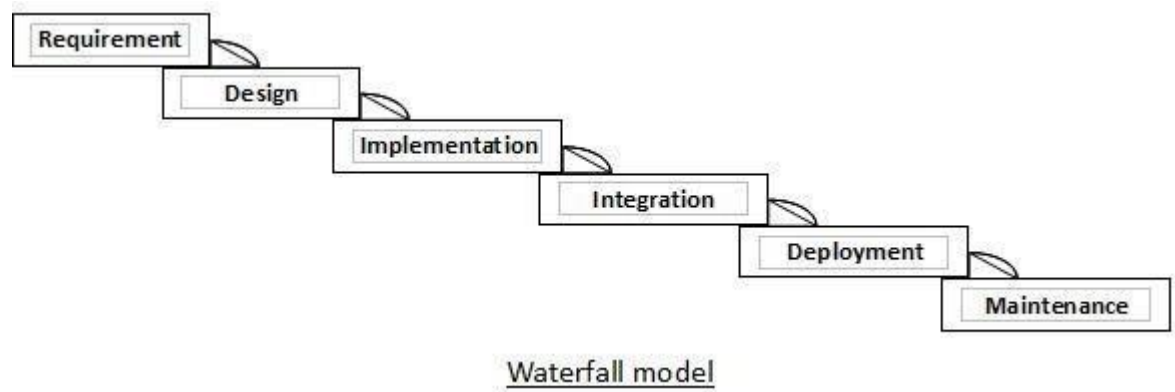 Requirement
Design
Implementation
Integration
Deployment
Maintenance
Waterfall model